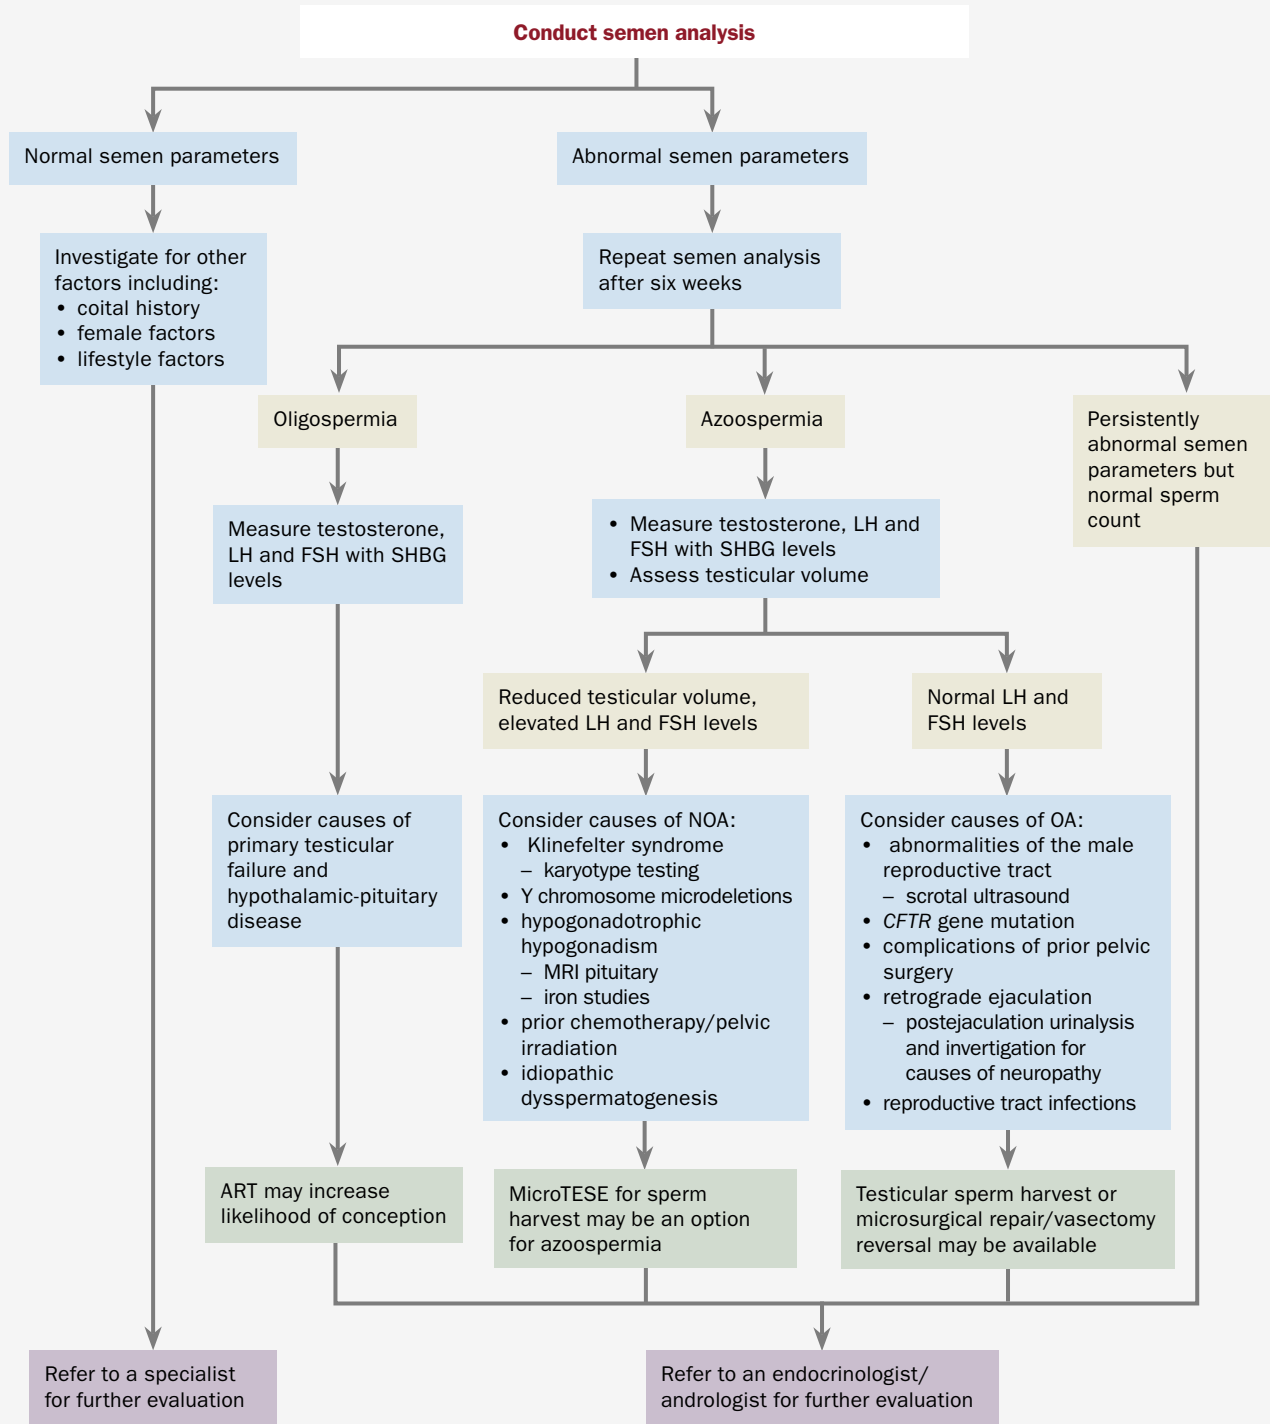 Conduct semen analysis
Normal semen parameters
Abnormal semen parameters
Investigate for other
factors including:
• coital history
• female factors
• lifestyle factors
Repeat semen analysis
after six weeks
Oligospermia
Azoospermia
Persistently
abnormal semen
parameters but
normal sperm
count
Measure testosterone,
LH and FSH with SHBG
levels
• Measure testosterone, LH and
FSH with SHBG levels
• Assess testicular volume
Reduced testicular volume,
elevated LH and FSH levels
Normal LH and
FSH levels
Consider causes of
primary testicular
failure and
hypothalamic-pituitary
disease
Consider causes of NOA:
• Klinefelter syndrome
– karyotype testing
• Y chromosome microdeletions
• hypogonadotrophic
hypogonadism
– MRI pituitary
– iron studies
• prior chemotherapy/pelvic
irradiation
• idiopathic
dysspermatogenesis
Consider causes of OA:
• abnormalities of the male
reproductive tract
– scrotal ultrasound
• CFTR gene mutation
• complications of prior pelvic
surgery
• retrograde ejaculation
– postejaculation urinalysis
and invertigation for
causes of neuropathy
• reproductive tract infections
ART may increase
likelihood of conception
MicroTESE for sperm
harvest may be an option
for azoospermia
Testicular sperm harvest or
microsurgical repair/vasectomy
reversal may be available
Refer to a specialist
for further evaluation
Refer to an endocrinologist/
andrologist for further evaluation